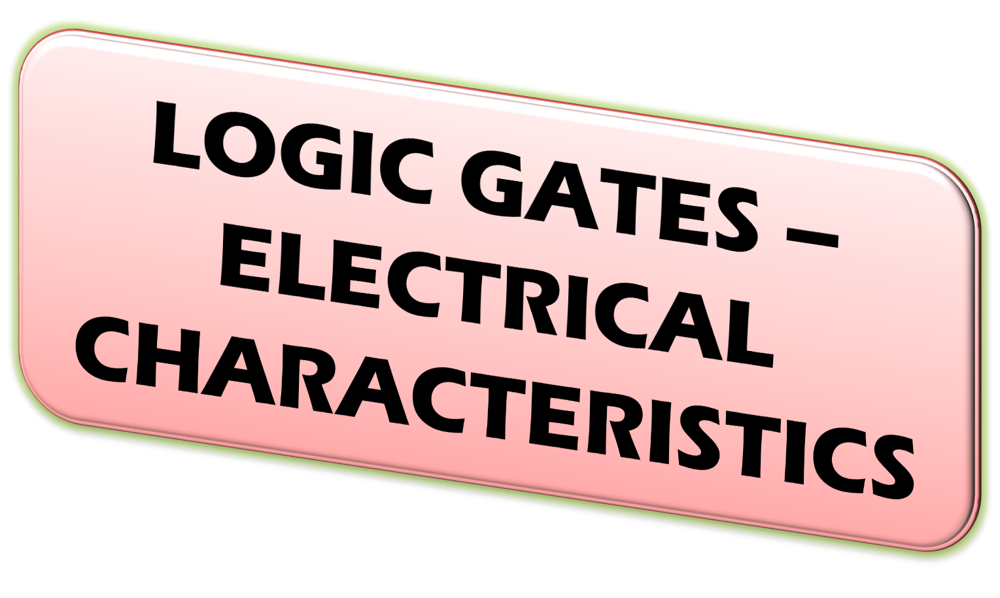 LOGIC GATES –
ELECTRICAL
CHARACTERISTICS